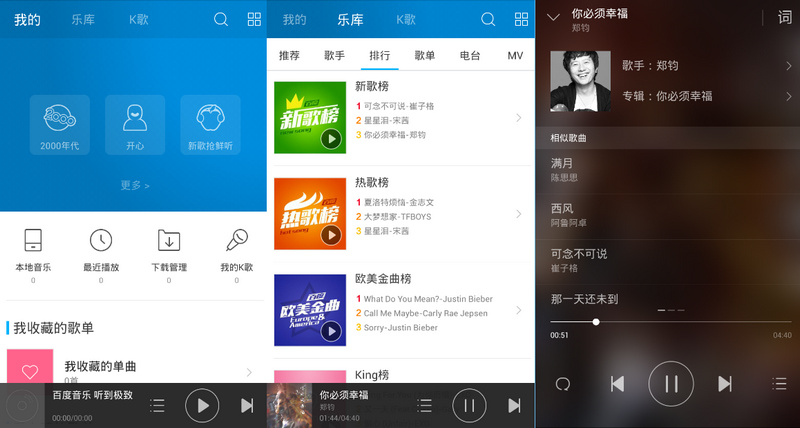 我的 乐库 K歌
2000
2000年代 开心 新歌抢鲜听
更多 >
本地音乐 最近播放 下载管理 我的K歌
0 0 0 0
我收藏的歌单
我收藏的单曲
0首
百度音乐 听到极致
00:00/00:00
我的 乐库 K歌
推荐 歌手 排行 歌单 电台 MV
新歌榜
新歌榜
1 可念不可说-崔子格
2 星星泪-宋茜
3 你必须幸福-郑钧
热歌榜
热歌榜
1 夏洛特烦恼-金志文
2 大梦想家-TFBOYS
3 星星泪-宋茜
欧美金曲
Europe &
America
欧美金曲榜
1 What Do You Mean?-Justin Bieber
2 Call Me Maybe-Carly Rae Jepsen
3 Sorry-Justin Bieber
King榜
你必须幸福
郑钧
01:44/04:40
你必须幸福
郑钧
词
歌手：郑钧
专辑：你必须幸福
相似歌曲
满月
陈思思
西风
阿鲁阿卓
可念不可说
崔子格
那一天还未到
00:51 04:40